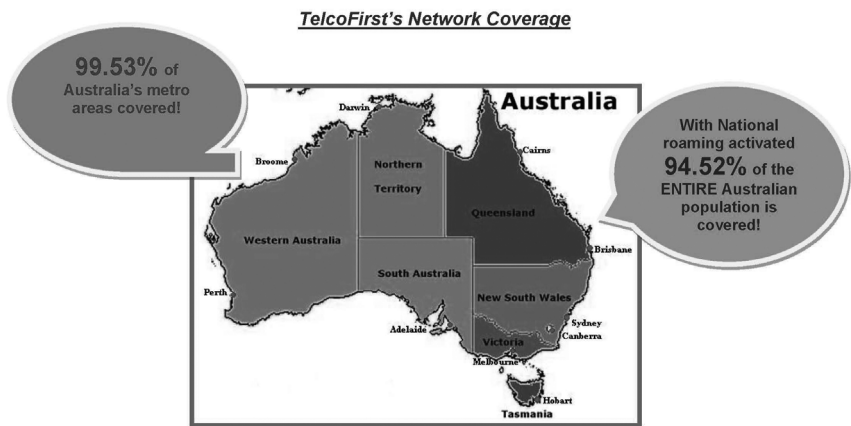 TelcoFirst's Network Coverage
99.53% of
Australia's metro
areas covered!
Australia
Darwin
Cairns
Broome
Northern
Territory
Queensland
Western Australia
Brisbane
South Australia
New South Wales
Perth
Adelaide
Sydney
Canberra
Victoria
Melbourne
Hobart
Tasmania
With National
roaming activated
94.52% of the
ENTIRE Australian
population is
covered!